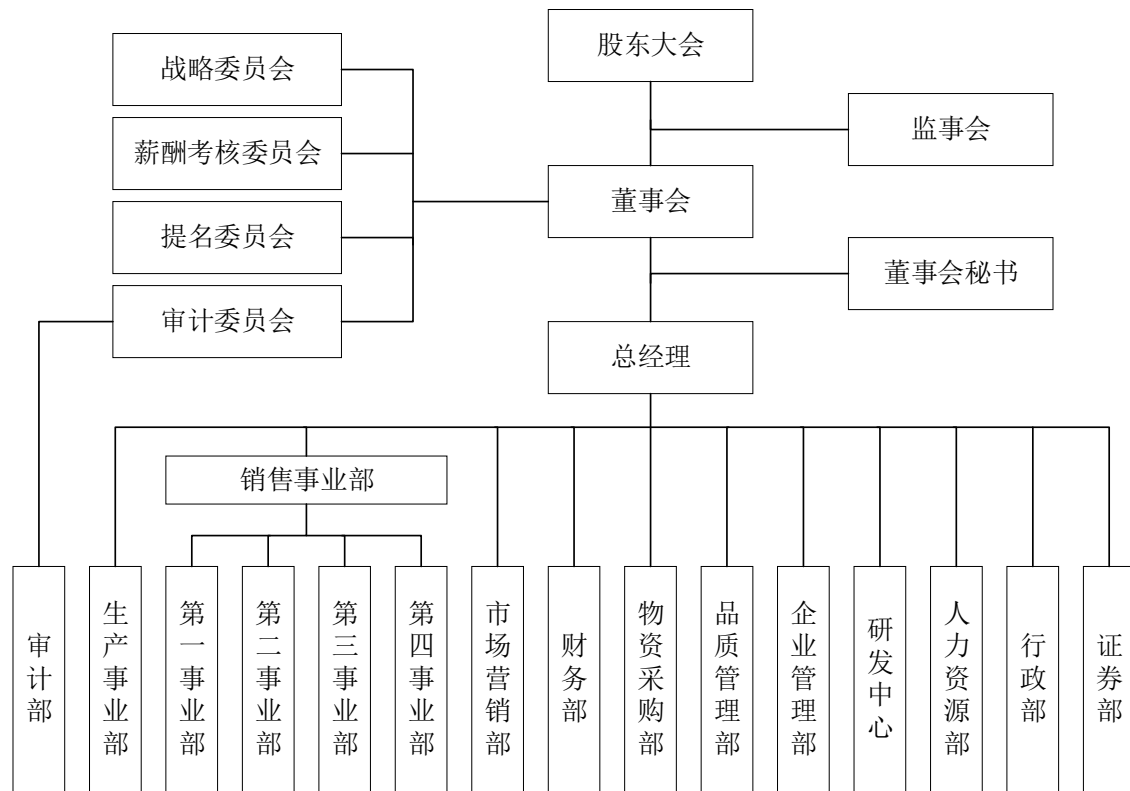 股东大会
战略委员会
监事会
薪酬考核委员会
董事会
提名委员会
董事会秘书
审计委员会
总经理
销售事业部
审计部
生产事业部
第一事业部
第二事业部
第三事业部
第四事业部
市场营销部
财务部
物资采购部
品质管理部
企业管理部
研发中心
人力资源部
行政部
证券部